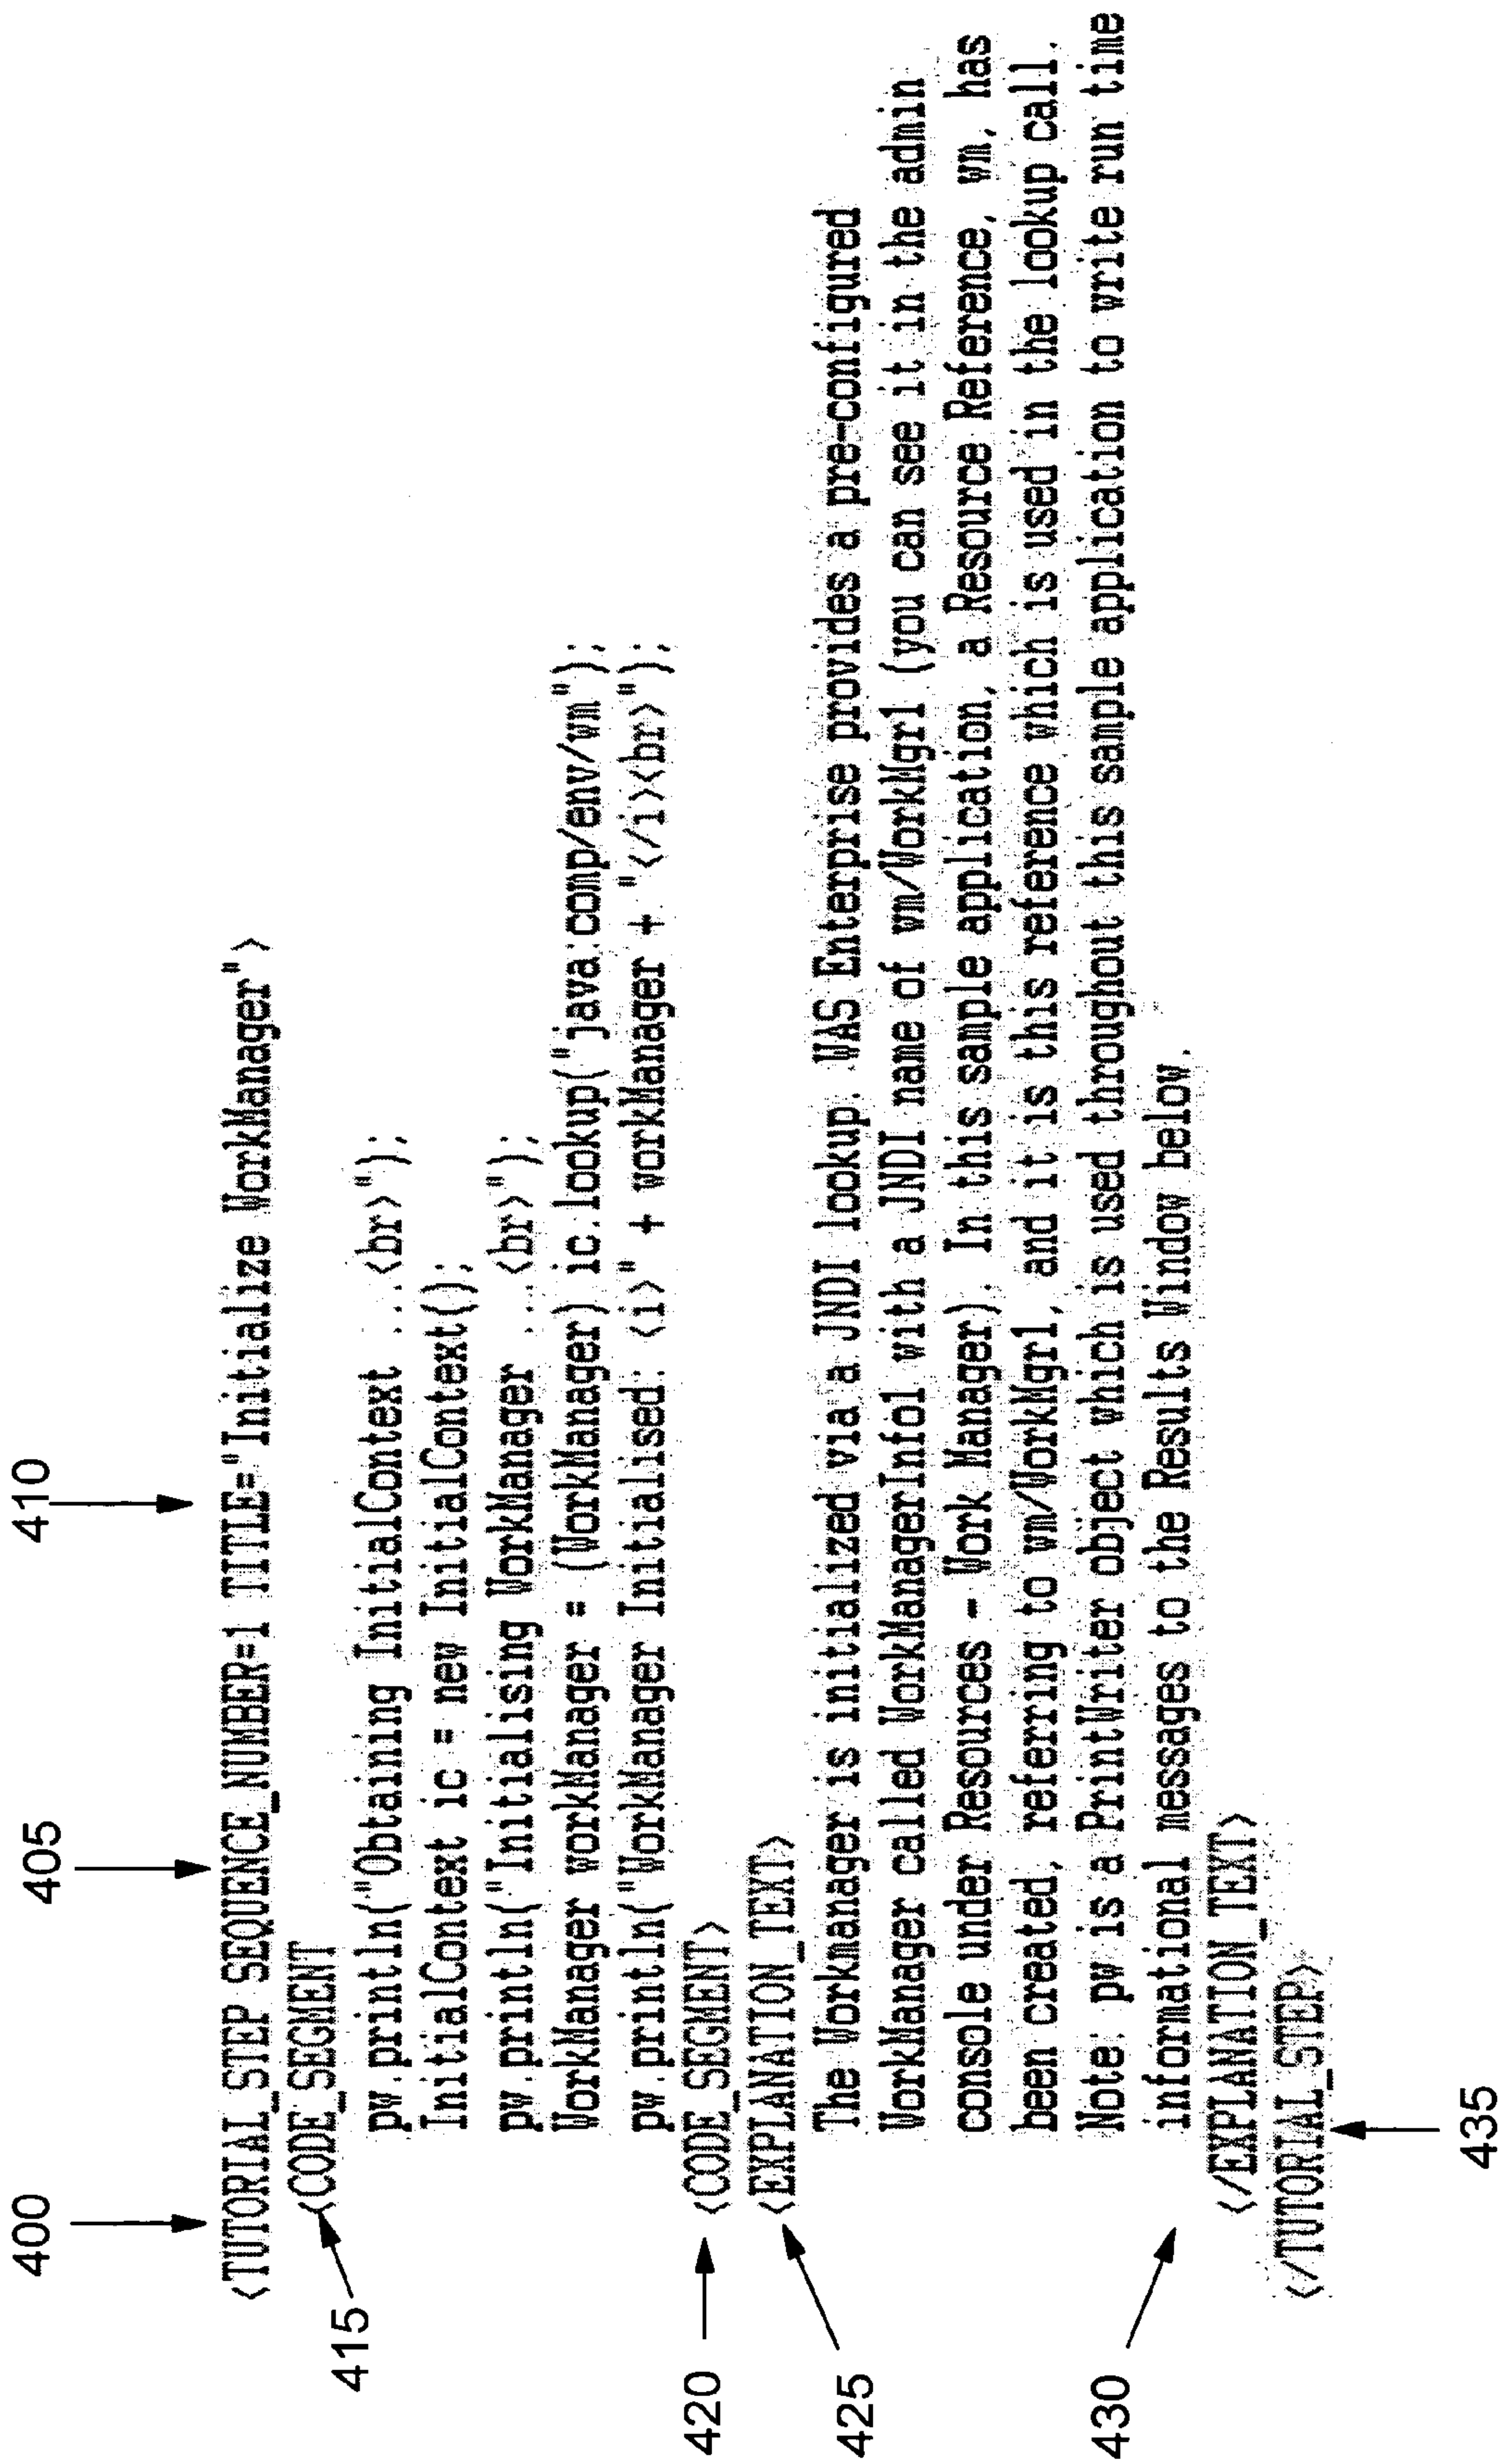 400 405 410
<TUTORIAL_STEP SEQUENCE_NUMBER=1 TITLE="Initialize WorkManager">
415 <CODE_SEGMENT
pw.println("Obtaining InitialContext ...<br>");
InitialContext ic = new InitialContext();
pw.println("Initialising WorkManager ...<br>");
WorkManager workManager = (WorkManager) ic.lookup("java:comp/env/wm");
pw.println("WorkManager Initialised: <i>" + workManager + "</i><br>");
420 <CODE_SEGMENT>
425 <EXPLANATION_TEXT>
The Workmanager is initialized via a JNDI lookup. WAS Enterprise provides a pre-configured
WorkManager called WorkManagerInfo1 with a JNDI name of wm/WorkMgr1 (you can see it in the admin
console under Resources - Work Manager). In this sample application, a Resource Reference, wm, has
been created, referring to wm/WorkMgr1, and it is this reference which is used in the lookup call.
Note: pw is a PrintWriter object which is used throughout this sample application to write run time
informational messages to the Results Window below.
430 </EXPLANATION_TEXT>
</TUTORIAL_STEP>
435